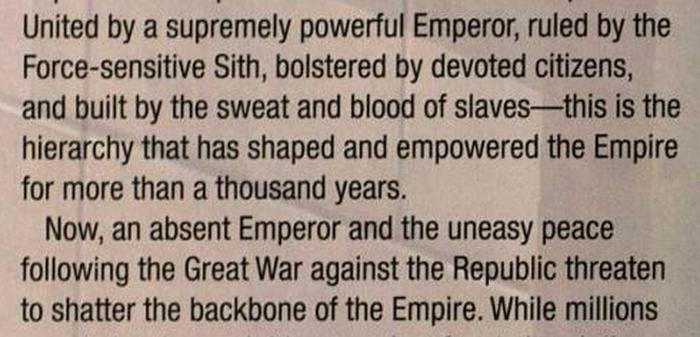 United by a supremely powerful Emperor, ruled by the
Force-sensitive Sith, bolstered by devoted citizens,
and built by the sweat and blood of slaves—this is the
hierarchy that has shaped and empowered the Empire
for more than a thousand years.
Now, an absent Emperor and the uneasy peace
following the Great War against the Republic threaten
to shatter the backbone of the Empire. While millions